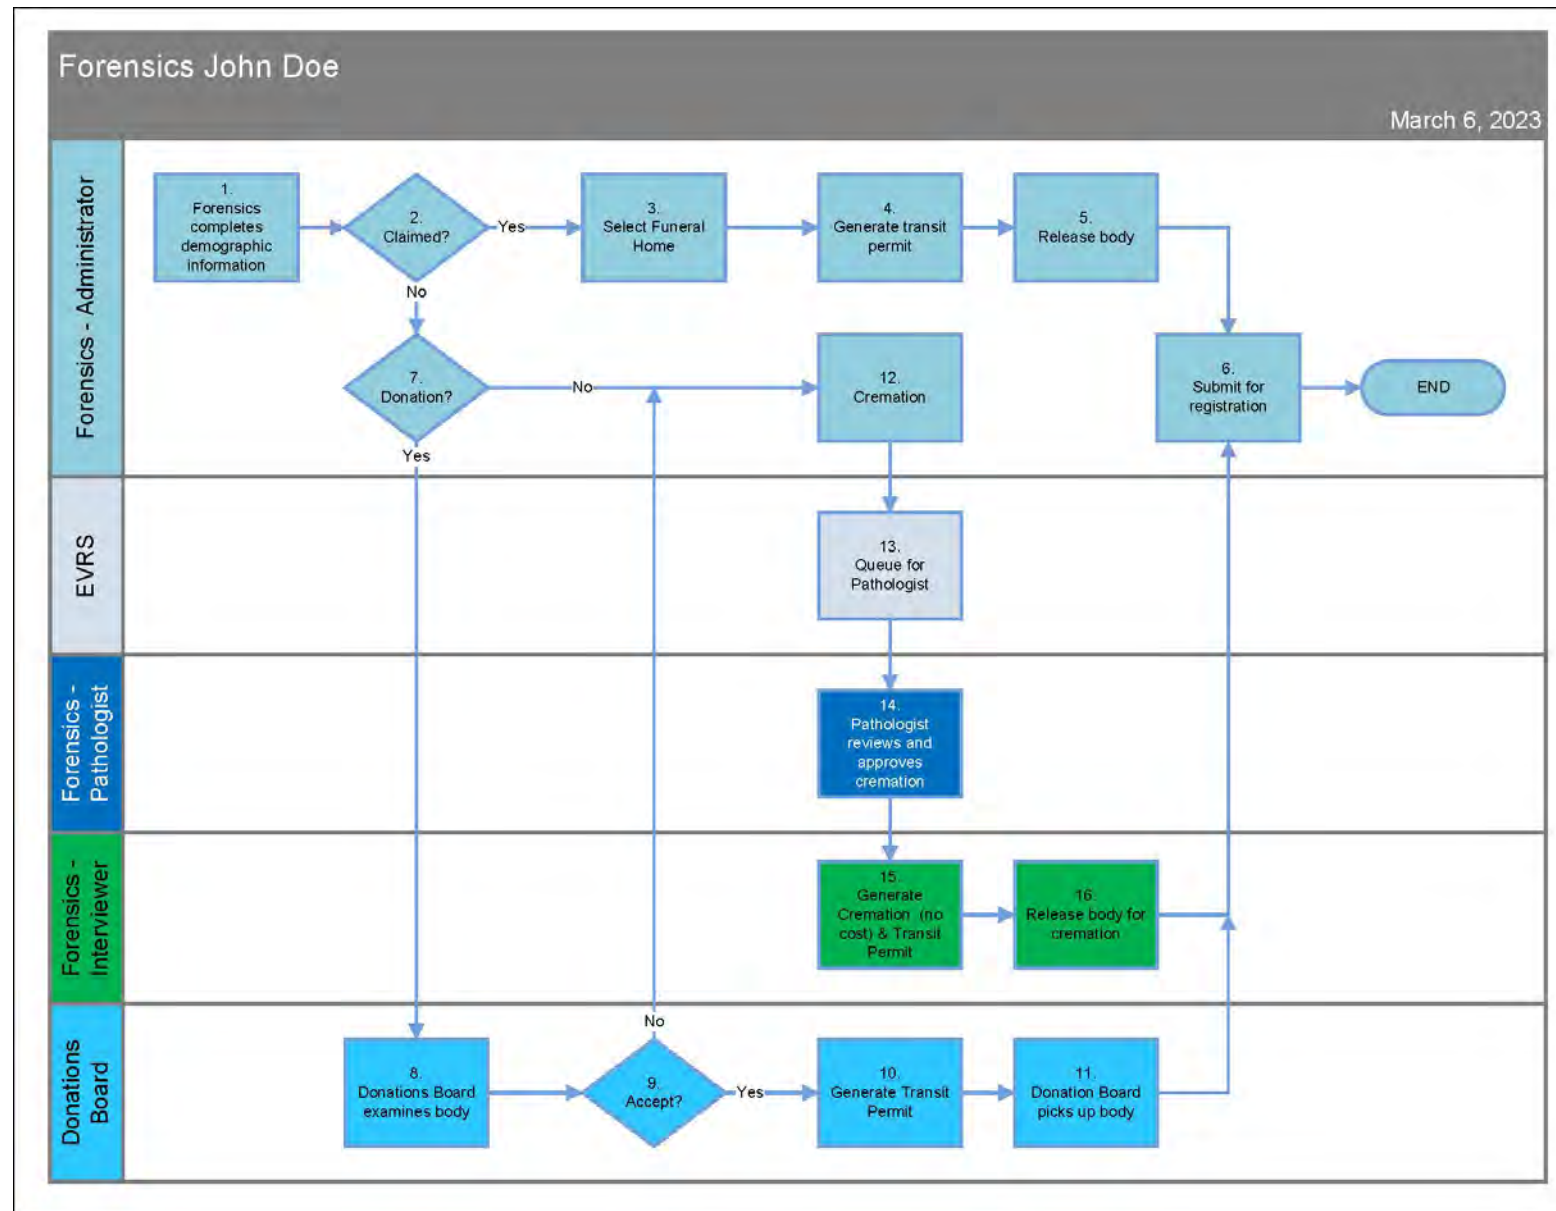 Forensics John Doe
March 6, 2023
Forensics - Administrator
1.
Forensics
completes
demographic
information
2.
Claimed?
Yes
3.
Select Funeral
Home
4.
Generate transit
permit
5.
Release body
No
7.
Donation?
No
12.
Cremation
6.
Submit for
registration
END
Yes
EVRS
13.
Queue for
Pathologist
Forensics -
Pathologist
14.
Pathologist
reviews and
approves
cremation
Forensics -
Interviewer
15.
Generate
Cremation (no
cost) & Transit
Permit
16.
Release body for
cremation
Donations
Board
8.
Donations Board
examines body
No
9.
Accept?
Yes
10.
Generate Transit
Permit
11.
Donation Board
picks up body